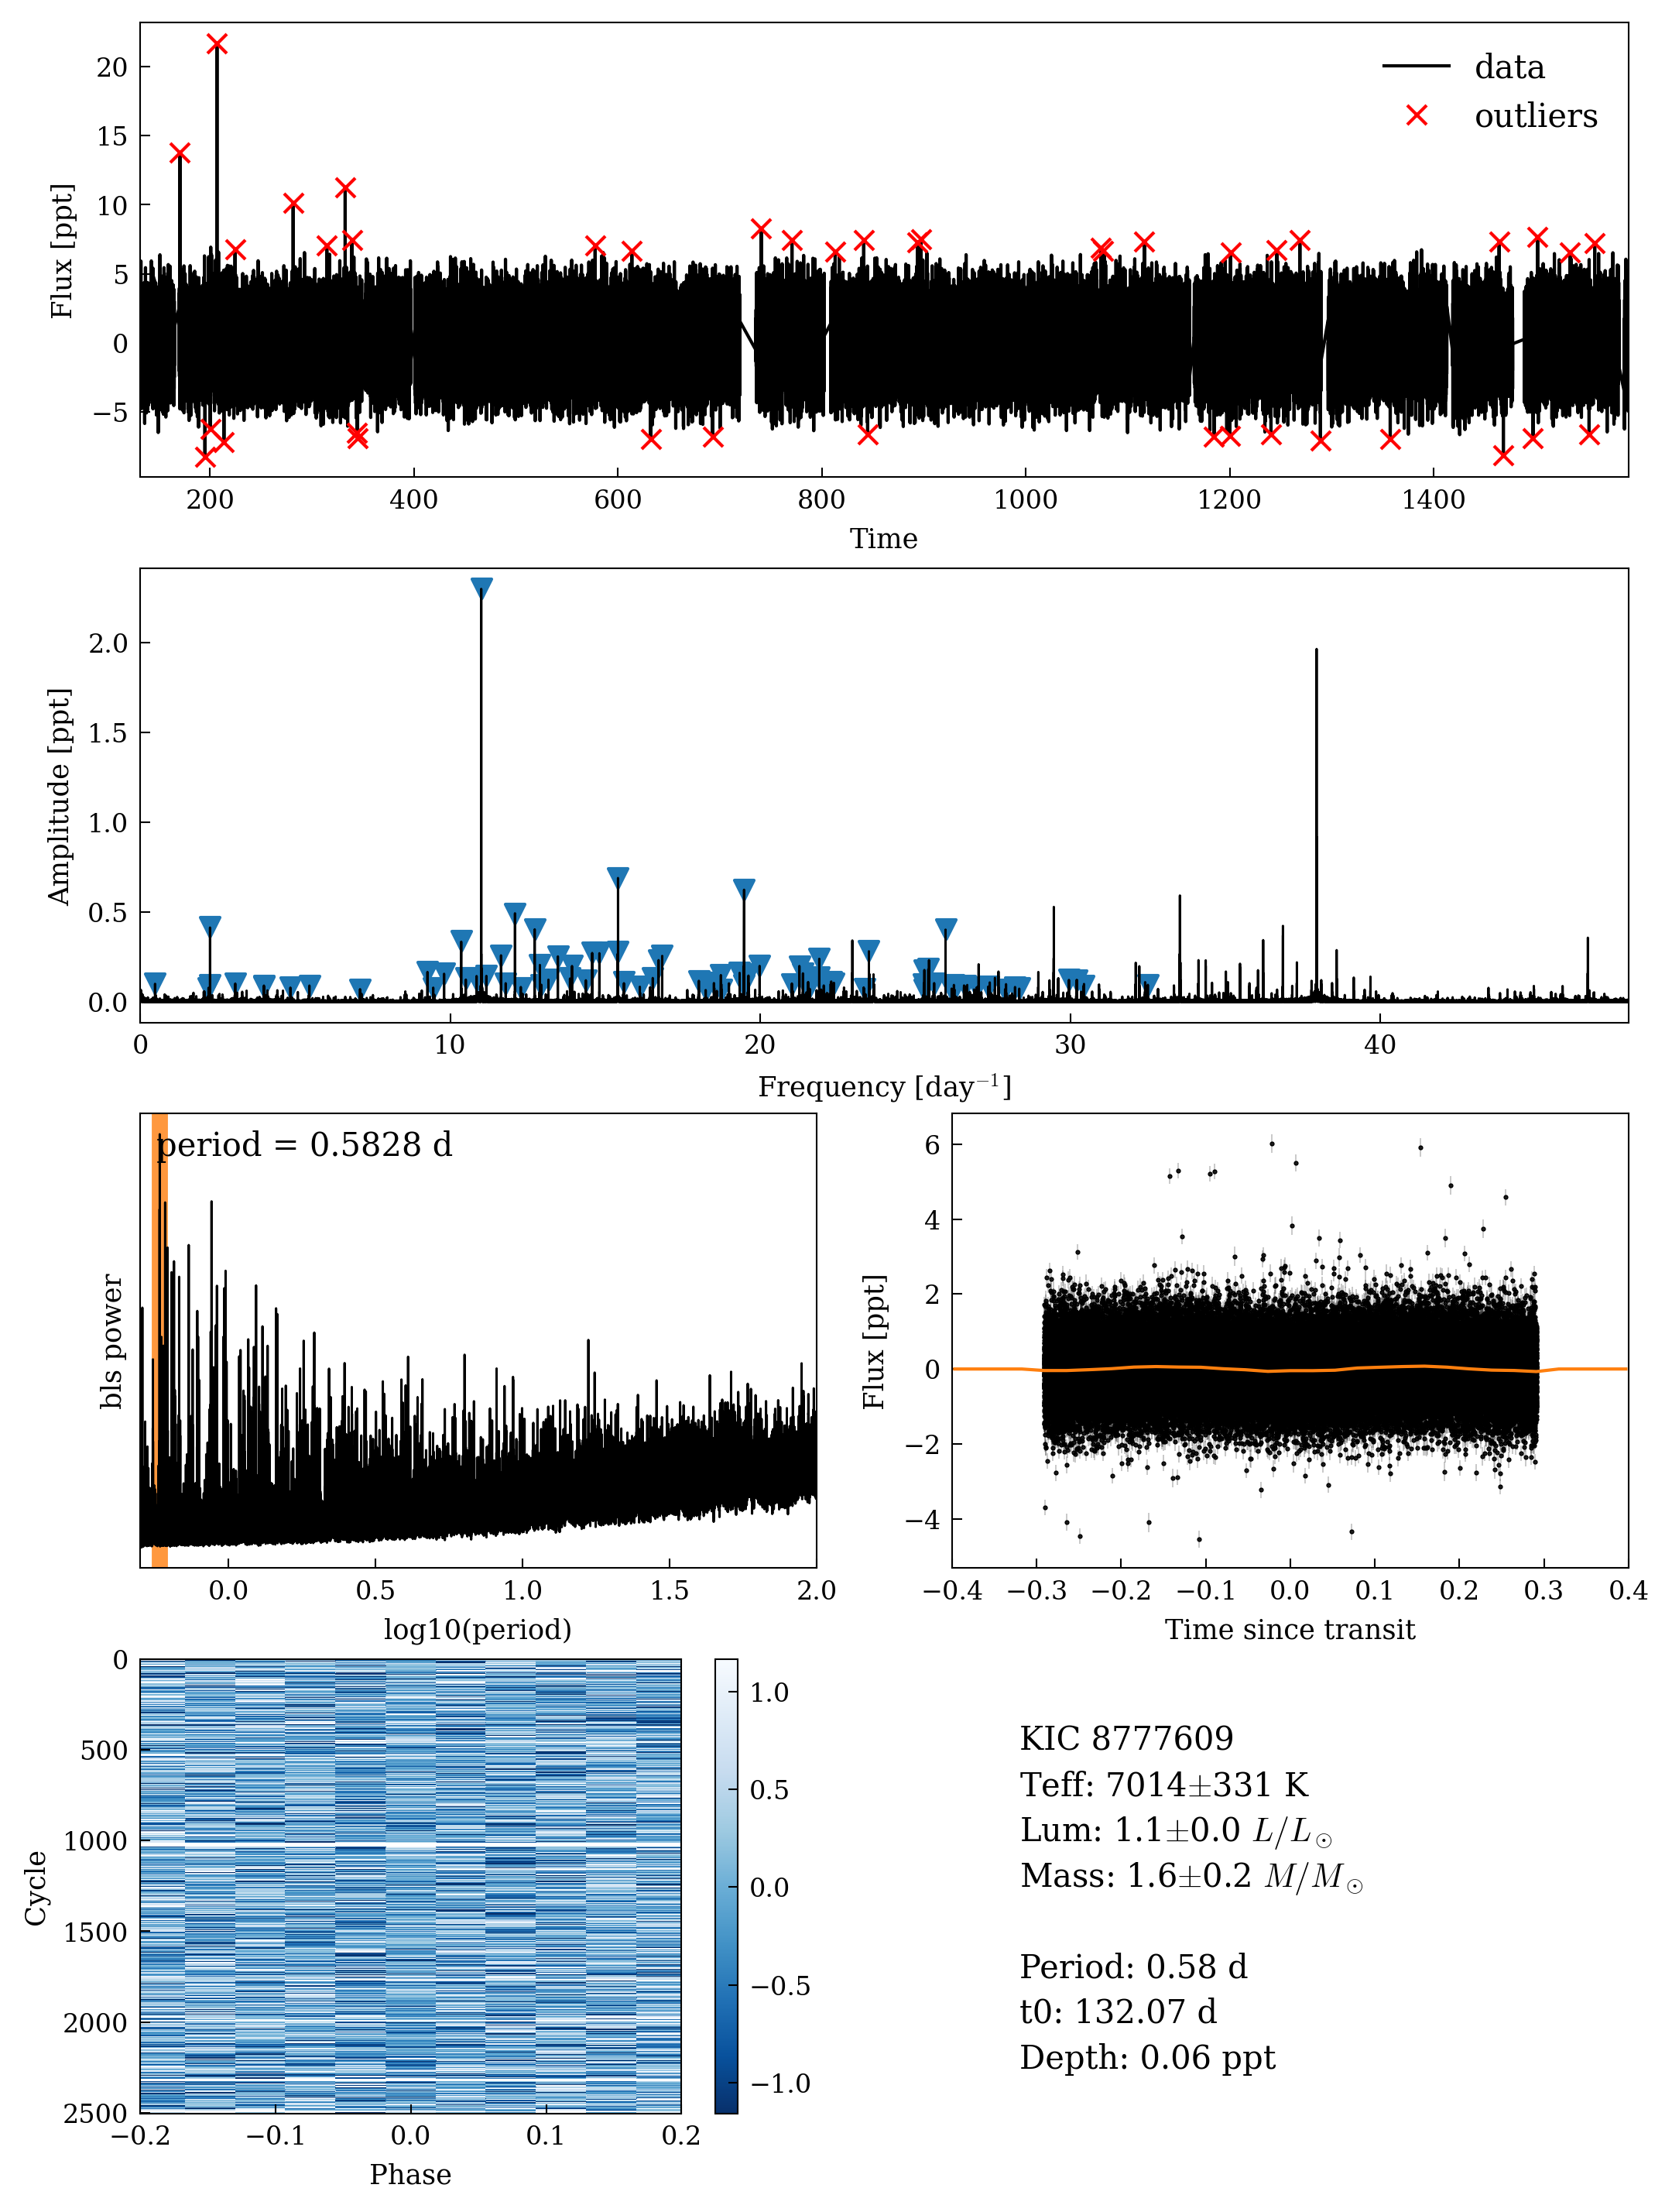 data
outliers
20
15
10
5
0
−5
Flux [ppt]
200 400 600 800 1000 1200 1400
Time
2.0
1.5
1.0
0.5
0.0
Amplitude [ppt]
0 10 20 30 40
Frequency [day⁻¹]
period = 0.5828 d
bls power
0.0 0.5 1.0 1.5 2.0
log10(period)
6
4
2
0
−2
−4
Flux [ppt]
−0.4 −0.3 −0.2 −0.1 0.0 0.1 0.2 0.3 0.4
Time since transit
0
500
1000
1500
2000
2500
Cycle
−0.2 −0.1 0.0 0.1 0.2
Phase
1.0
0.5
0.0
−0.5
−1.0
KIC 8777609
Teff: 7014±331 K
Lum: 1.1±0.0 L/L⊙
Mass: 1.6±0.2 M/M⊙
Period: 0.58 d
t0: 132.07 d
Depth: 0.06 ppt